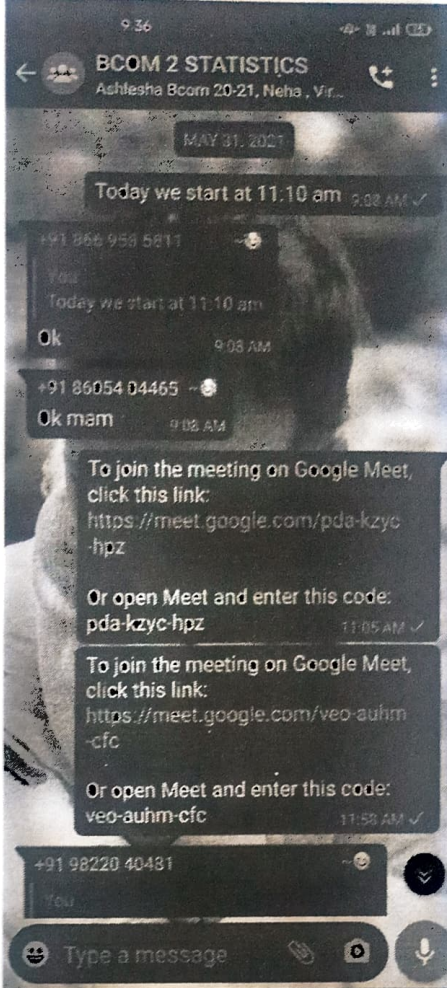 9:36
BCOM 2 STATISTICS
Ashlesha Bcom 20-21, Neha , Vir...
MAY 31, 2021
Today we start at 11:10 am 9:08 AM
+91 866 958 5811
You
Today we start at 11:10 am
Ok
9:08 AM
+91 86054 04465
Ok mam 9:08 AM
To join the meeting on Google Meet,
click this link:
https://meet.google.com/pda-kzyc
-hpz
Or open Meet and enter this code:
pda-kzyc-hpz 11:05 AM
To join the meeting on Google Meet,
click this link:
https://meet.google.com/veo-auhm
-cfc
Or open Meet and enter this code:
veo-auhm-cfc 11:58 AM
+91 98220 40481
You
Type a message